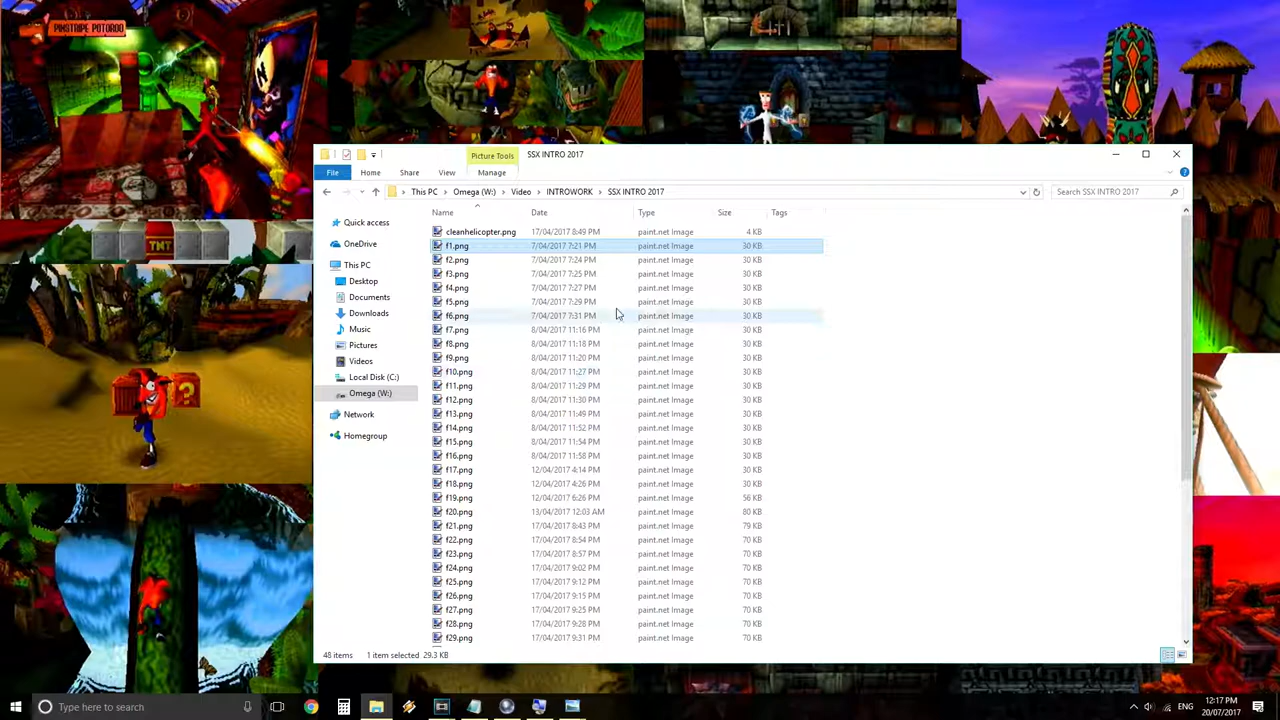 PINSTRIPE POTOROO
TNT
?
Picture Tools
SSX INTRO 2017
File
Home
Share
View
Manage
This PC
Omega (W:)
Video
INTROWORK
SSX INTRO 2017
Search SSX INTRO 2017
Quick access
OneDrive
This PC
Desktop
Documents
Downloads
Music
Pictures
Videos
Local Disk (C:)
Omega (W:)
Network
Homegroup
Name Date Type Size Tags
cleanhelicopter.png 17/04/2017 8:49 PM paint.net Image 4 KB
f1.png 7/04/2017 7:21 PM paint.net Image 30 KB
f2.png 7/04/2017 7:24 PM paint.net Image 30 KB
f3.png 7/04/2017 7:25 PM paint.net Image 30 KB
f4.png 7/04/2017 7:27 PM paint.net Image 30 KB
f5.png 7/04/2017 7:29 PM paint.net Image 30 KB
f6.png 7/04/2017 7:31 PM paint.net Image 30 KB
f7.png 8/04/2017 11:16 PM paint.net Image 30 KB
f8.png 8/04/2017 11:18 PM paint.net Image 30 KB
f9.png 8/04/2017 11:20 PM paint.net Image 30 KB
f10.png 8/04/2017 11:27 PM paint.net Image 30 KB
f11.png 8/04/2017 11:29 PM paint.net Image 30 KB
f12.png 8/04/2017 11:30 PM paint.net Image 30 KB
f13.png 8/04/2017 11:49 PM paint.net Image 30 KB
f14.png 8/04/2017 11:52 PM paint.net Image 30 KB
f15.png 8/04/2017 11:54 PM paint.net Image 30 KB
f16.png 8/04/2017 11:58 PM paint.net Image 30 KB
f17.png 12/04/2017 4:14 PM paint.net Image 30 KB
f18.png 12/04/2017 4:26 PM paint.net Image 30 KB
f19.png 12/04/2017 6:26 PM paint.net Image 56 KB
f20.png 13/04/2017 12:03 AM paint.net Image 80 KB
f21.png 17/04/2017 8:43 PM paint.net Image 79 KB
f22.png 17/04/2017 8:54 PM paint.net Image 70 KB
f23.png 17/04/2017 8:57 PM paint.net Image 70 KB
f24.png 17/04/2017 9:02 PM paint.net Image 70 KB
f25.png 17/04/2017 9:12 PM paint.net Image 70 KB
f26.png 17/04/2017 9:15 PM paint.net Image 70 KB
f27.png 17/04/2017 9:25 PM paint.net Image 70 KB
f28.png 17/04/2017 9:28 PM paint.net Image 70 KB
f29.png 17/04/2017 9:31 PM paint.net Image 70 KB
48 items 1 item selected 29.3 KB
Type here to search
ENG
12:17 PM
20/07/2017